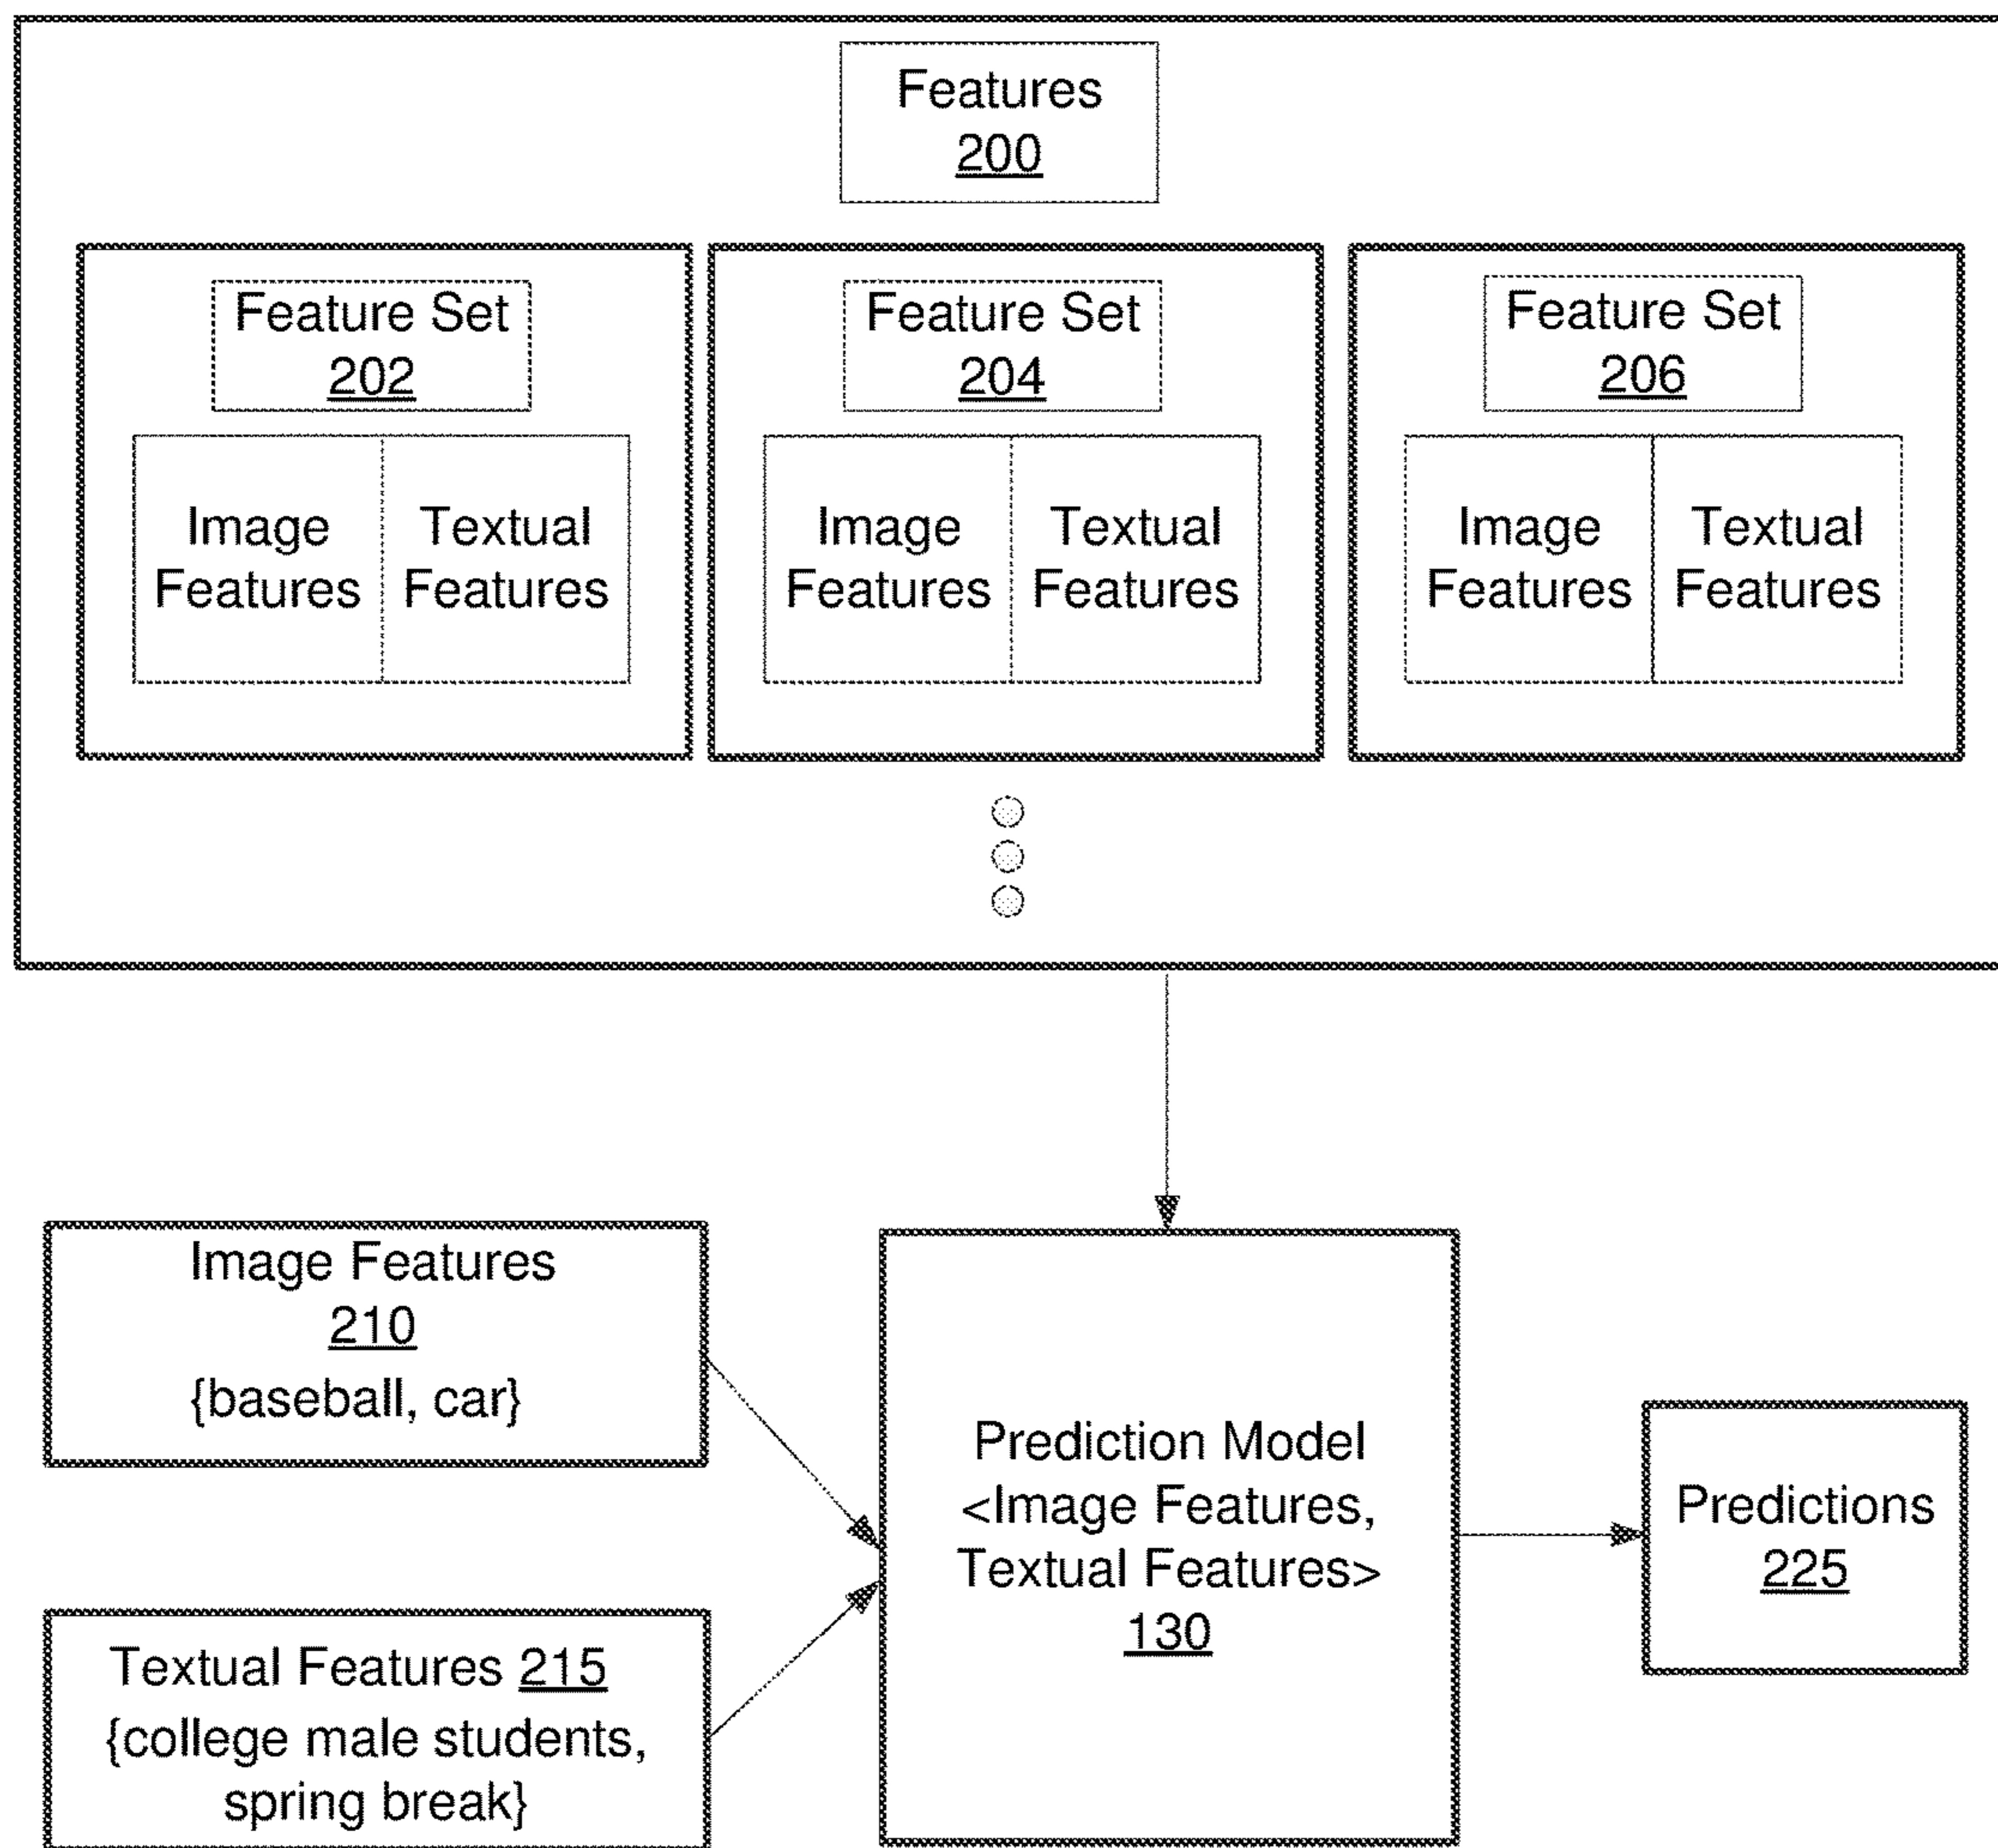 Features
200
Feature Set
202
Feature Set
204
Feature Set
206
Image
Features
Textual
Features
Image
Features
Textual
Features
Image
Features
Textual
Features
Image Features
210
{baseball, car}
Textual Features 215
{college male students,
spring break}
Prediction Model
<Image Features,
Textual Features>
130
Predictions
225